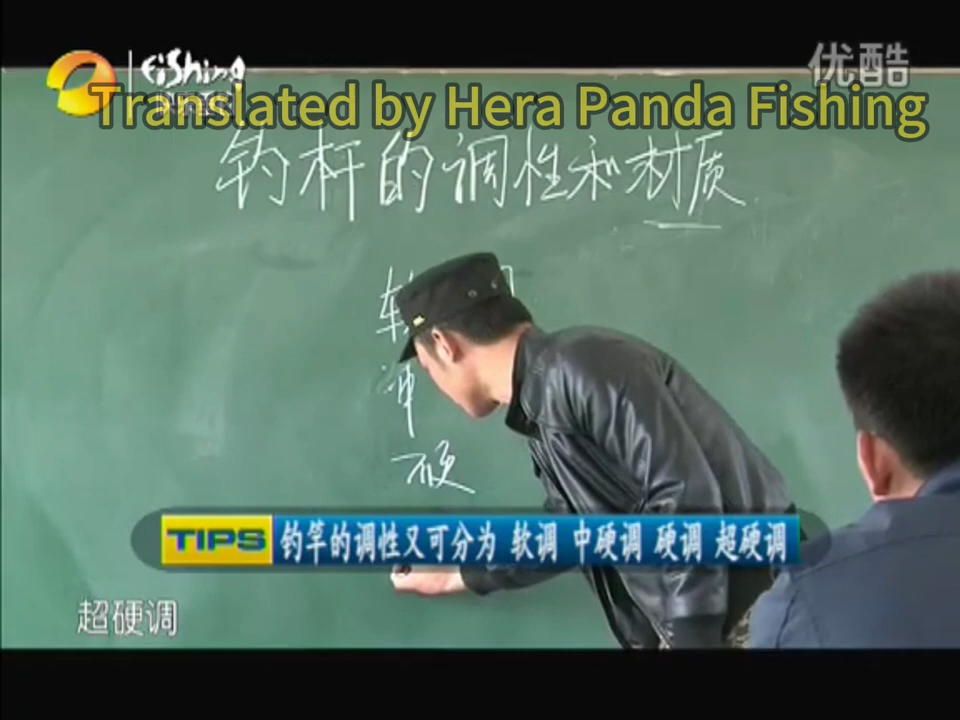 Fishing
优酷
Translated by Hera Panda Fishing
钓杆的调性和材质
软
中
硬
TIPS 钓竿的调性又可分为 软调 中硬调 硬调 超硬调
超硬调